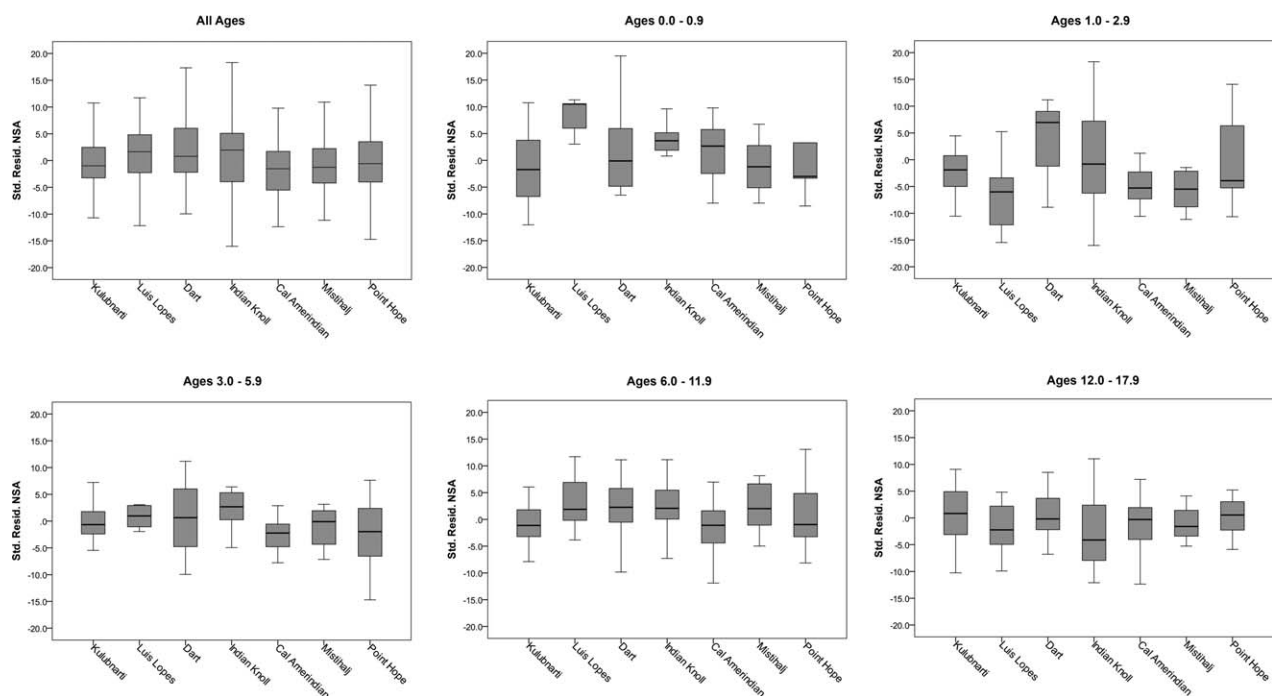 All Ages
Std. Resid. NSA
20.0
15.0
10.0
5.0
.0
-5.0
-10.0
-15.0
-20.0
Kulubnarti
Luis Lopes
Dart
Indian Knoll
Cal Amerindian
Mistihalj
Point Hope
Ages 0.0 - 0.9
Std. Resid. NSA
20.0
15.0
10.0
5.0
.0
-5.0
-10.0
-15.0
-20.0
Kulubnarti
Luis Lopes
Dart
Indian Knoll
Cal Amerindian
Mistihalj
Point Hope
Ages 1.0 - 2.9
Std. Resid. NSA
20.0
15.0
10.0
5.0
.0
-5.0
-10.0
-15.0
-20.0
Kulubnarti
Luis Lopes
Dart
Indian Knoll
Cal Amerindian
Mistihalj
Point Hope
Ages 3.0 - 5.9
Std. Resid. NSA
20.0
15.0
10.0
5.0
.0
-5.0
-10.0
-15.0
-20.0
Kulubnarti
Luis Lopes
Dart
Indian Knoll
Cal Amerindian
Mistihalj
Point Hope
Ages 6.0 - 11.9
Std. Resid. NSA
20.0
15.0
10.0
5.0
.0
-5.0
-10.0
-15.0
-20.0
Kulubnarti
Luis Lopes
Dart
Indian Knoll
Cal Amerindian
Mistihalj
Point Hope
Ages 12.0 - 17.9
Std. Resid. NSA
20.0
15.0
10.0
5.0
.0
-5.0
-10.0
-15.0
-20.0
Kulubnarti
Luis Lopes
Dart
Indian Knoll
Cal Amerindian
Mistihalj
Point Hope